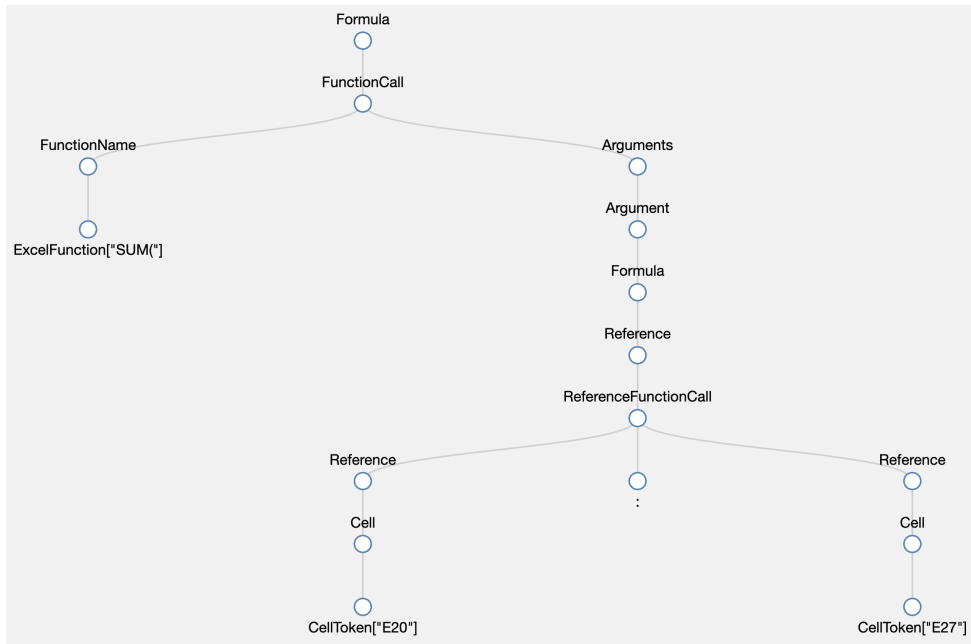 Formula
FunctionCall
FunctionName
Arguments
ExcelFunction["SUM("]
Argument
Formula
Reference
ReferenceFunctionCall
Reference
:
Reference
Cell
Cell
CellToken["E20"]
CellToken["E27"]